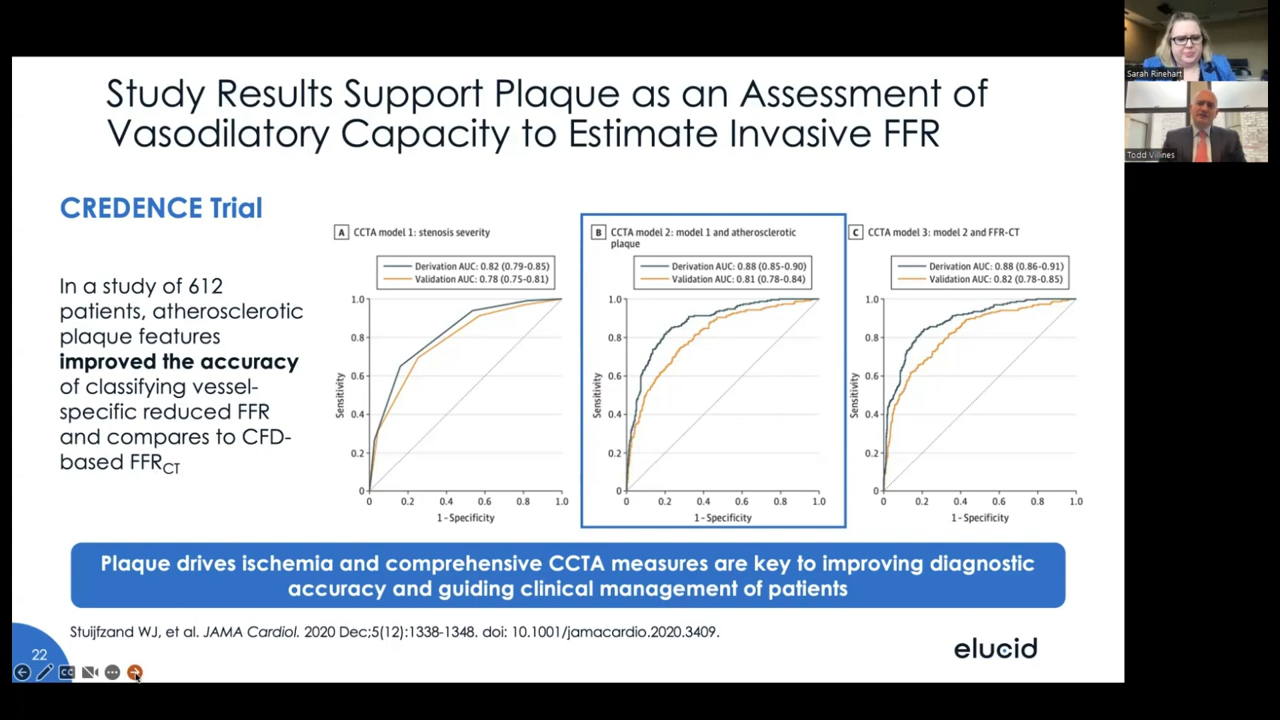 Study Results Support Plaque as an Assessment of
Vasodilatory Capacity to Estimate Invasive FFR
Sarah Rinehart
Todd Villines
CREDENCE Trial
In a study of 612
patients, atherosclerotic
plaque features
improved the accuracy
of classifying vessel-
specific reduced FFR
and compares to CFD-
based FFRCT
A CCTA model 1: stenosis severity
Derivation AUC: 0.82 (0.79-0.85)
Validation AUC: 0.78 (0.75-0.81)
1.0
0.8
0.6
0.4
0.2
0
Sensitivity
0 0.2 0.4 0.6 0.8 1.0
1 - Specificity
B CCTA model 2: model 1 and atherosclerotic
plaque
Derivation AUC: 0.88 (0.85-0.90)
Validation AUC: 0.81 (0.78-0.84)
1.0
0.8
0.6
0.4
0.2
0
Sensitivity
0 0.2 0.4 0.6 0.8 1.0
1 - Specificity
C CCTA model 3: model 2 and FFR-CT
Derivation AUC: 0.88 (0.86-0.91)
Validation AUC: 0.82 (0.78-0.85)
1.0
0.8
0.6
0.4
0.2
0
Sensitivity
0 0.2 0.4 0.6 0.8 1.0
1 - Specificity
Plaque drives ischemia and comprehensive CCTA measures are key to improving diagnostic
accuracy and guiding clinical management of patients
Stuijfzand WJ, et al. JAMA Cardiol. 2020 Dec;5(12):1338-1348. doi: 10.1001/jamacardio.2020.3409.
elucid
22
CC